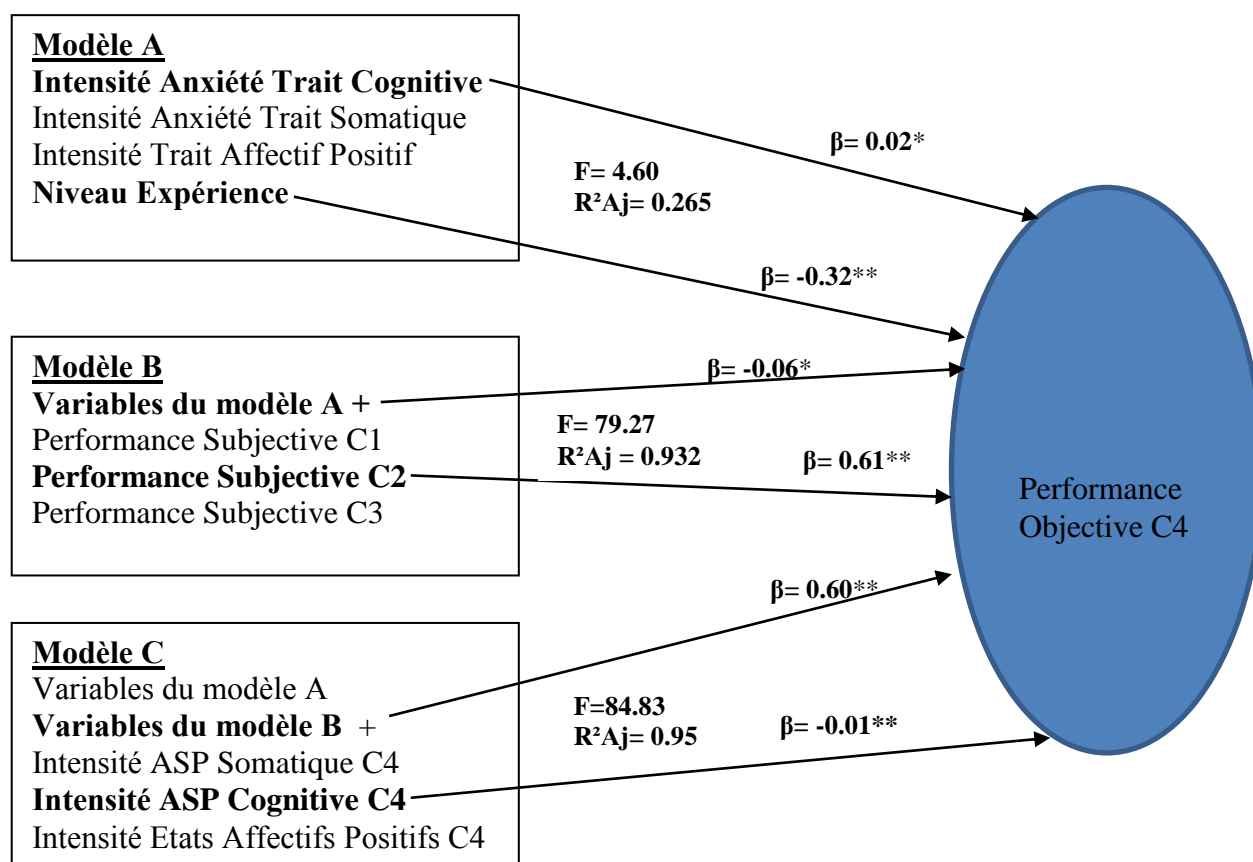 Modèle A
Intensité Anxiété Trait Cognitive
Intensité Anxiété Trait Somatique
Intensité Trait Affectif Positif
Niveau Expérience
β= 0.02*
F= 4.60
R²Aj= 0.265
β= -0.32**
Modèle B
Variables du modèle A +
Performance Subjective C1
Performance Subjective C2
Performance Subjective C3
β= -0.06*
F= 79.27
R²Aj = 0.932
β= 0.61**
Performance
Objective C4
Modèle C
Variables du modèle A
Variables du modèle B +
Intensité ASP Somatique C4
Intensité ASP Cognitive C4
Intensité Etats Affectifs Positifs C4
β= 0.60**
F=84.83
R²Aj= 0.95
β= -0.01**